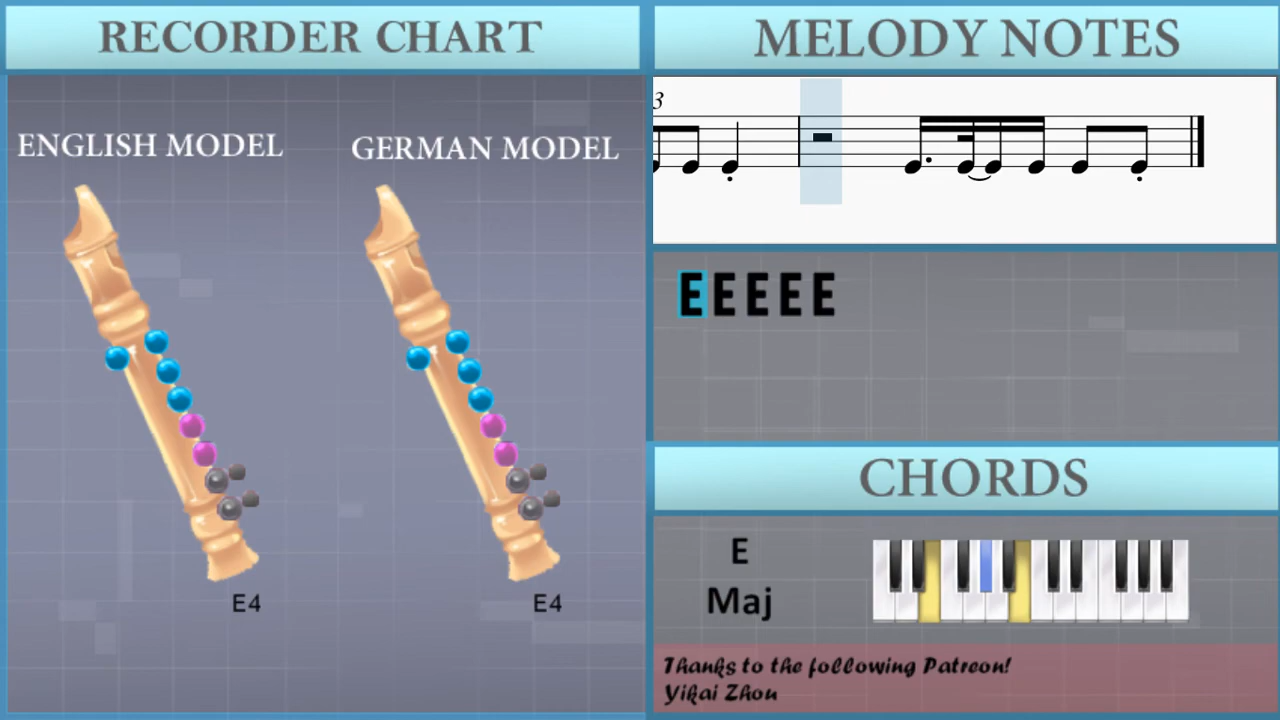 RECORDER CHART
MELODY NOTES
3
ENGLISH MODEL
GERMAN MODEL
E E E E E
CHORDS
E
Maj
E4
E4
Thanks to the following Patreon!
Yikai Zhou